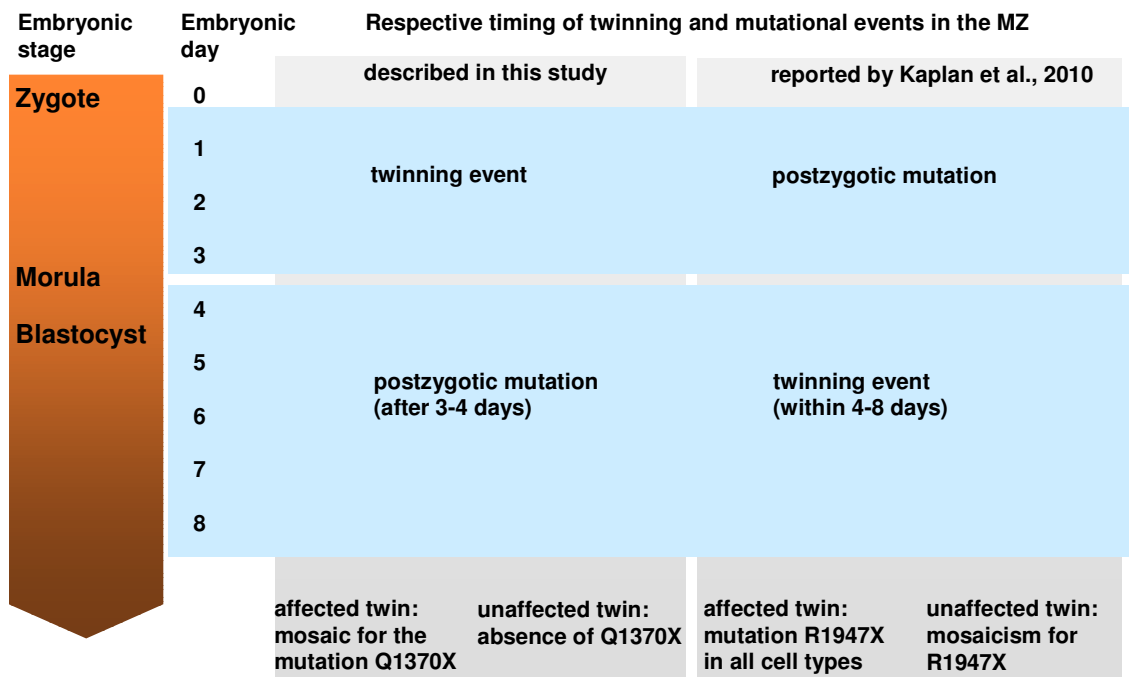 Embryonic
stage
Embryonic
day
Respective timing of twinning and mutational events in the MZ
described in this study
reported by Kaplan et al., 2010
Zygote
0
1
twinning event
postzygotic mutation
2
3
Morula
4
Blastocyst
5
postzygotic mutation
(after 3-4 days)
twinning event
(within 4-8 days)
6
7
8
affected twin:
mosaic for the
mutation Q1370X
unaffected twin:
absence of Q1370X
affected twin:
mutation R1947X
in all cell types
unaffected twin:
mosaicism for
R1947X